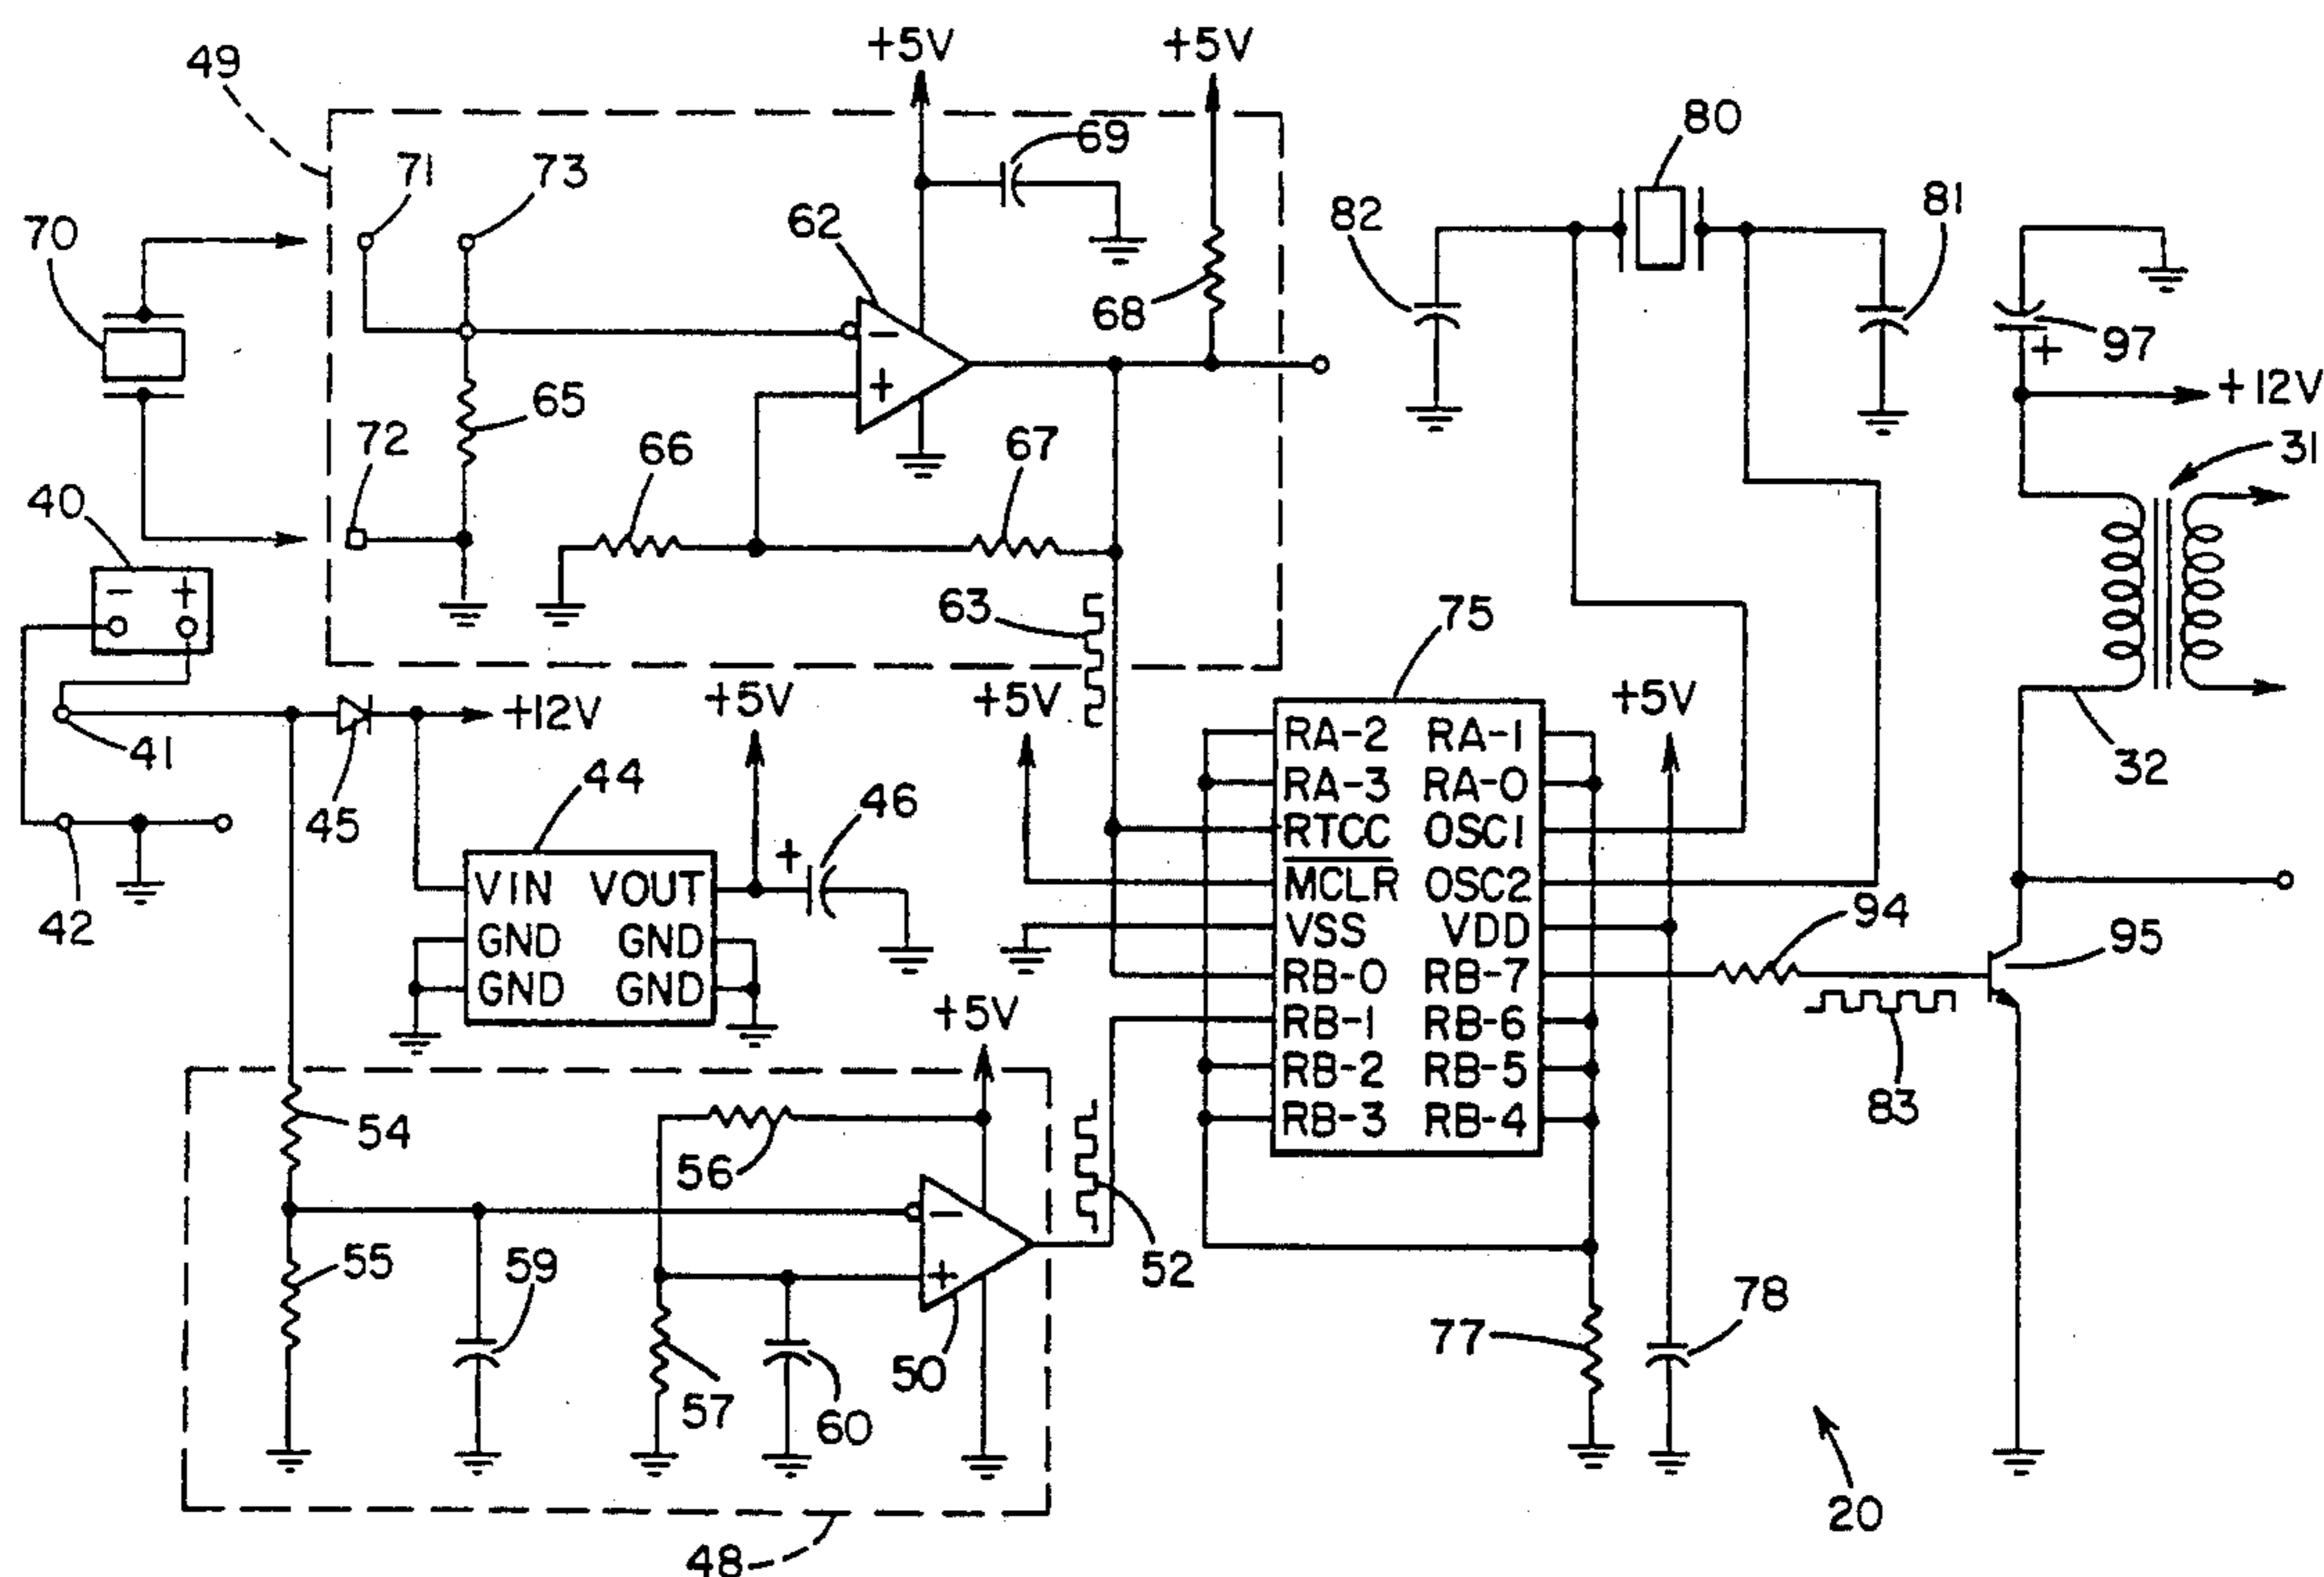 49
+5V
+5V
69
80
71
73
70
62
82
81
68
97
+
+12V
65
72
66
67
31
-
+
40
- +
63
75
+5V
+5V
+5V
+12V
41
44
46
45
32
42
+
VIN VOUT
GND GND
GND GND
RA-2 RA-1
RA-3 RA-0
RTCC OSC1
MCLR OSC2
VSS VDD
RB-0 RB-7
RB-1 RB-6
RB-2 RB-5
RB-3 RB-4
94
95
83
+5V
54
56
55
59
-
+
52
57
60
50
77
78
20
48